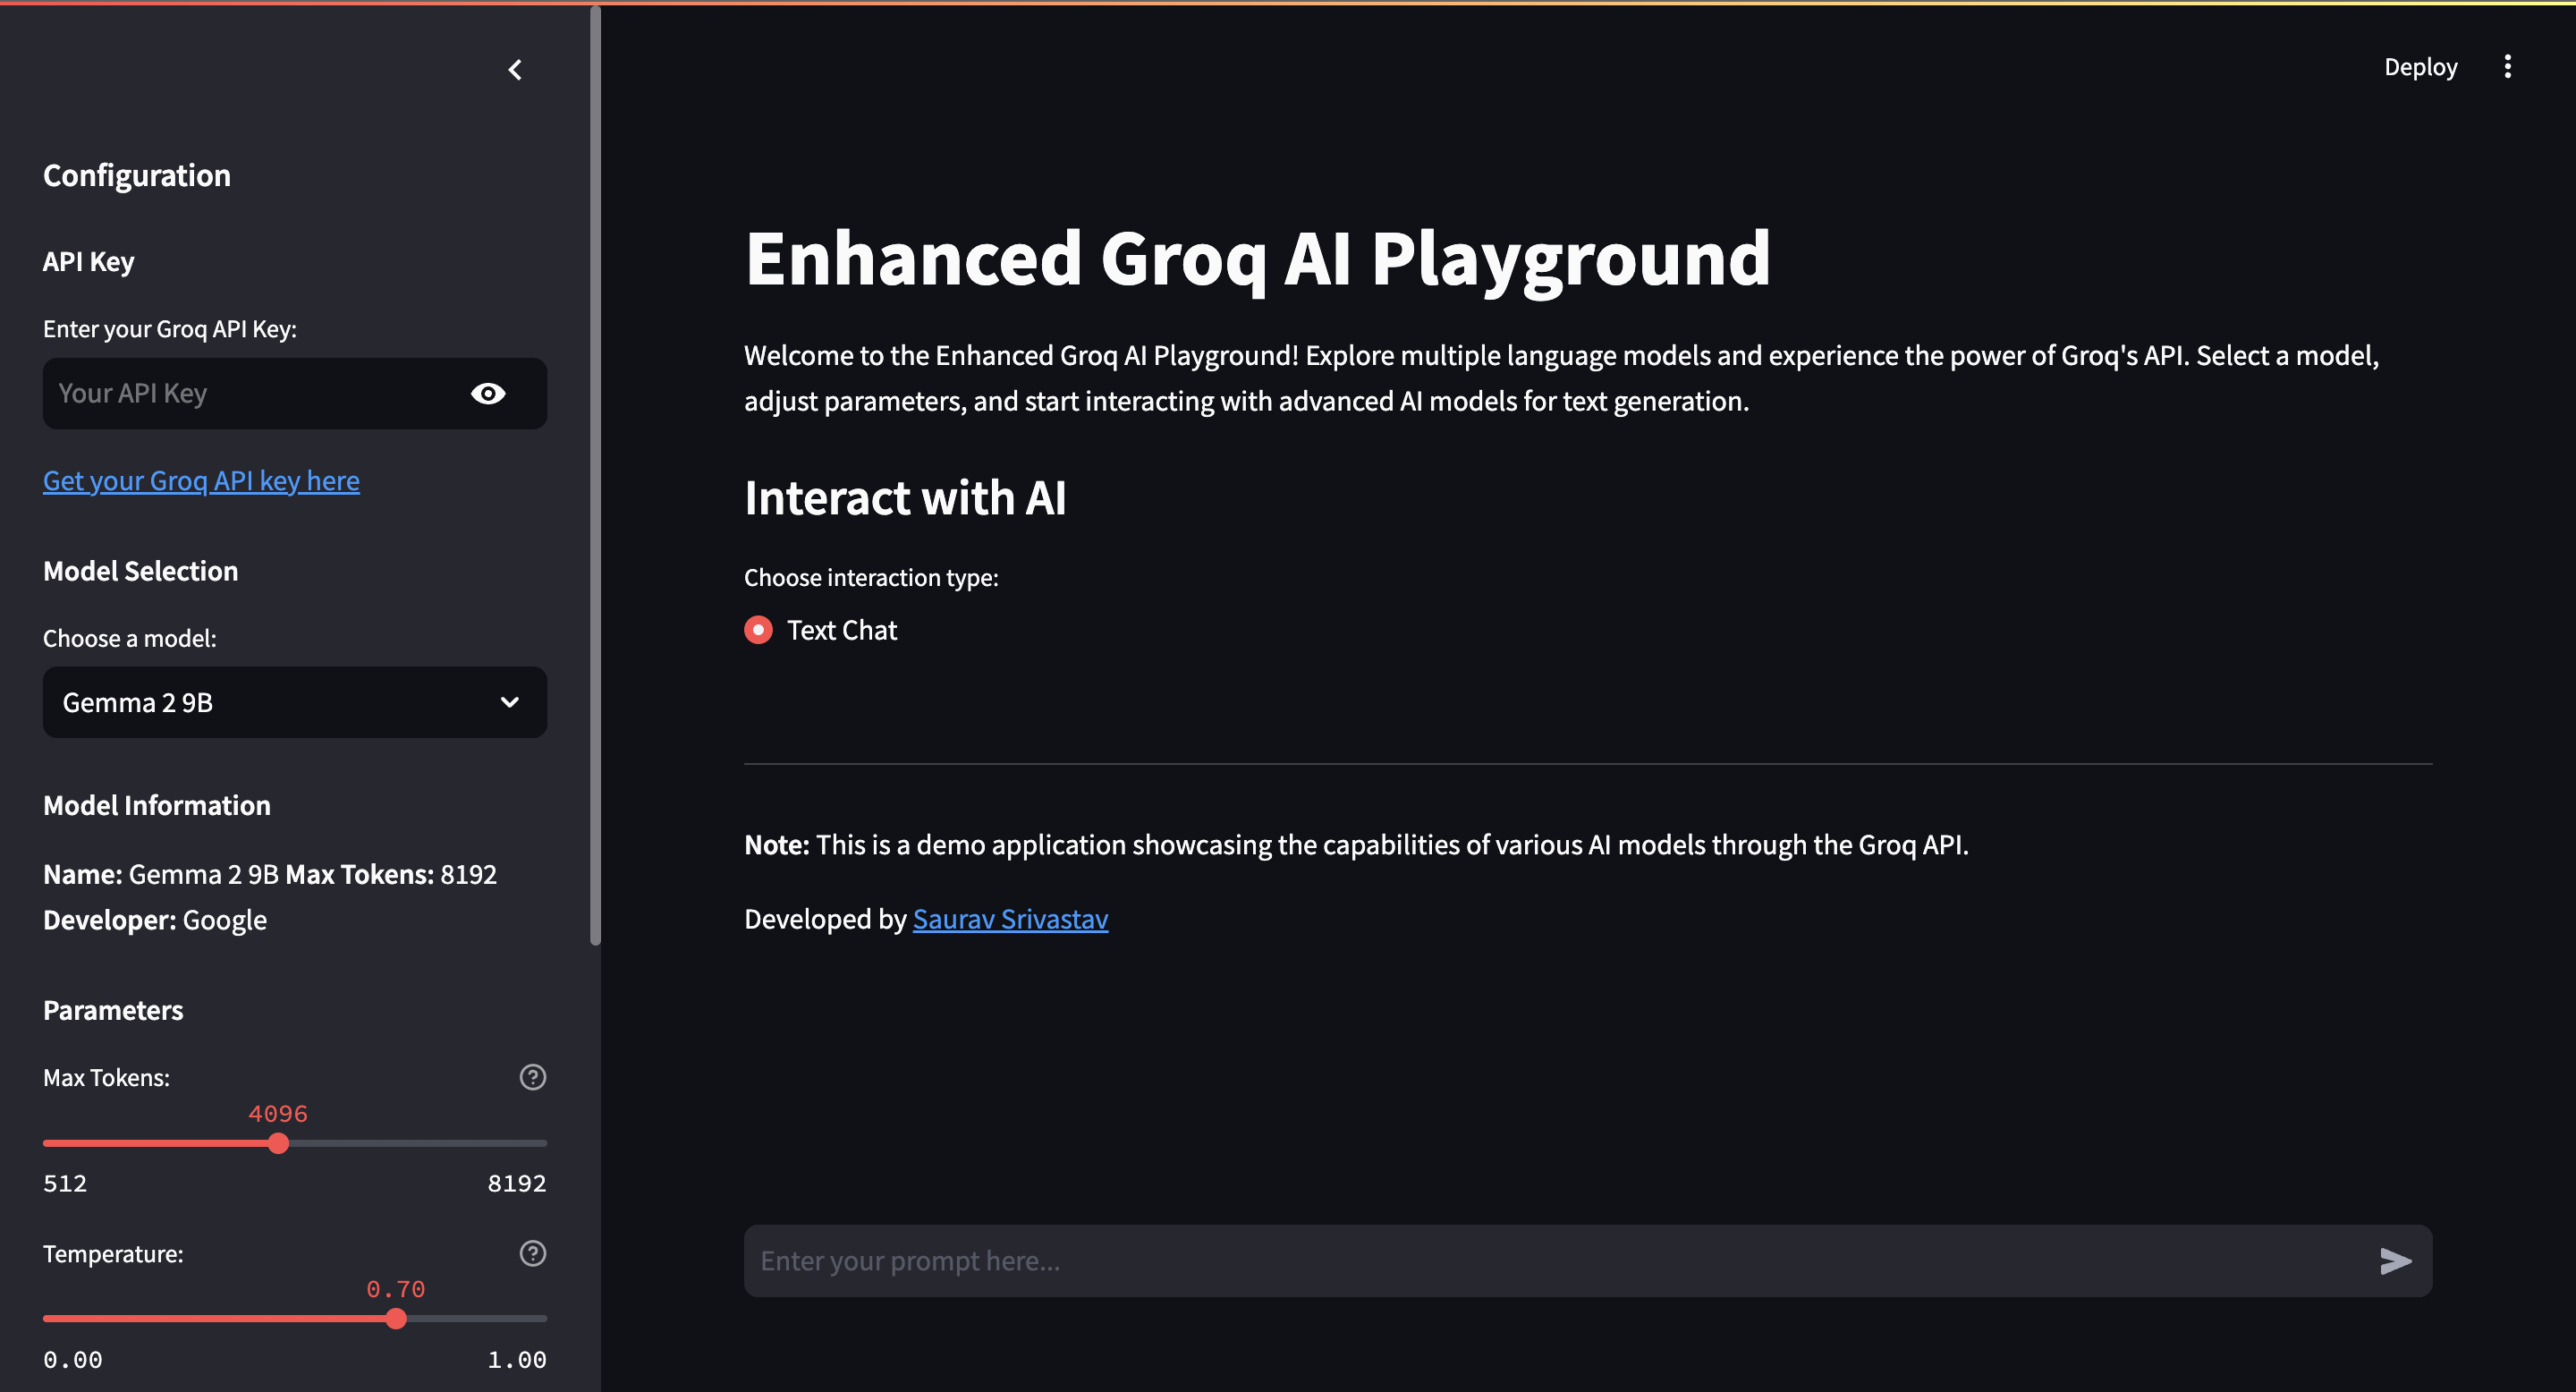 Configuration
API Key
Enter your Groq API Key:
Your API Key
Get your Groq API key here
Model Selection
Choose a model:
Gemma 2 9B
Model Information
Name: Gemma 2 9B Max Tokens: 8192
Developer: Google
Parameters
Max Tokens:
4096
512 8192
Temperature:
0.70
0.00 1.00
Deploy
Enhanced Groq AI Playground
Welcome to the Enhanced Groq AI Playground! Explore multiple language models and experience the power of Groq's API. Select a model,
adjust parameters, and start interacting with advanced AI models for text generation.
Interact with AI
Choose interaction type:
Text Chat
Note: This is a demo application showcasing the capabilities of various AI models through the Groq API.
Developed by Saurav Srivastav
Enter your prompt here...